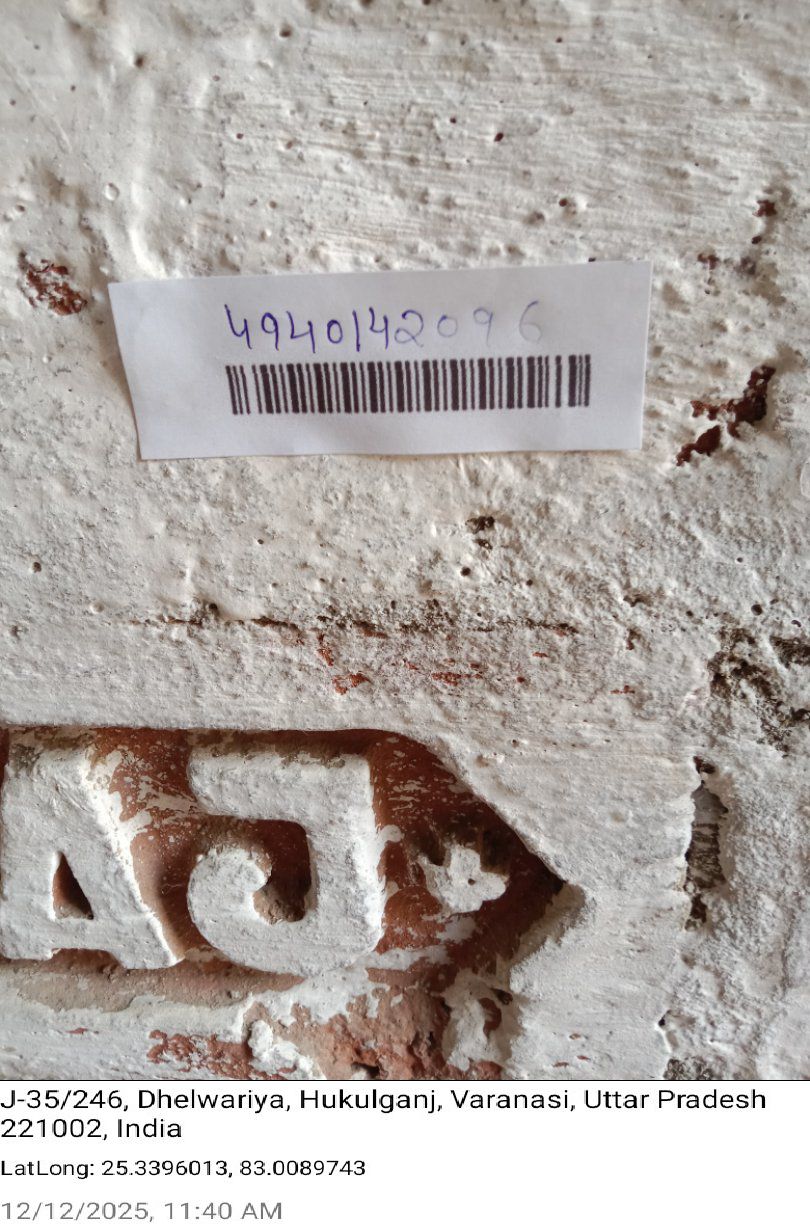 4940142096
AJ
J-35/246, Dhelwariya, Hukulganj, Varanasi, Uttar Pradesh
221002, India
LatLong: 25.3396013, 83.0089743
12/12/2025, 11:40 AM